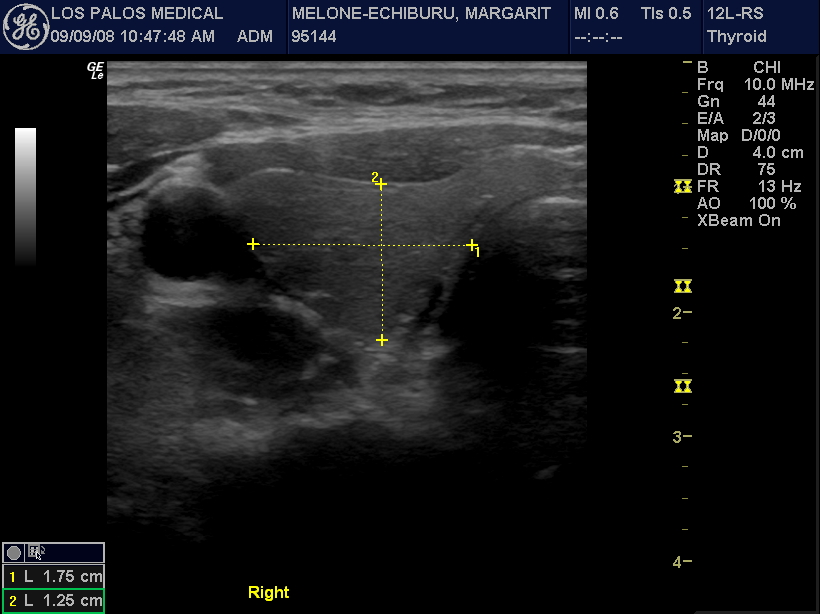 LOS PALOS MEDICAL
09/09/08 10:47:48 AM ADM
MELONE-ECHIBURU, MARGARIT
95144
MI 0.6 TIs 0.5
--:--:--
12L-RS
Thyroid
GE
Le
B CHI
Frq 10.0 MHz
Gn 44
E/A 2/3
Map D/0/0
D 4.0 cm
DR 75
FR 13 Hz
AO 100 %
XBeam On
2
1
2
3
4
1 L 1.75 cm
2 L 1.25 cm
Right